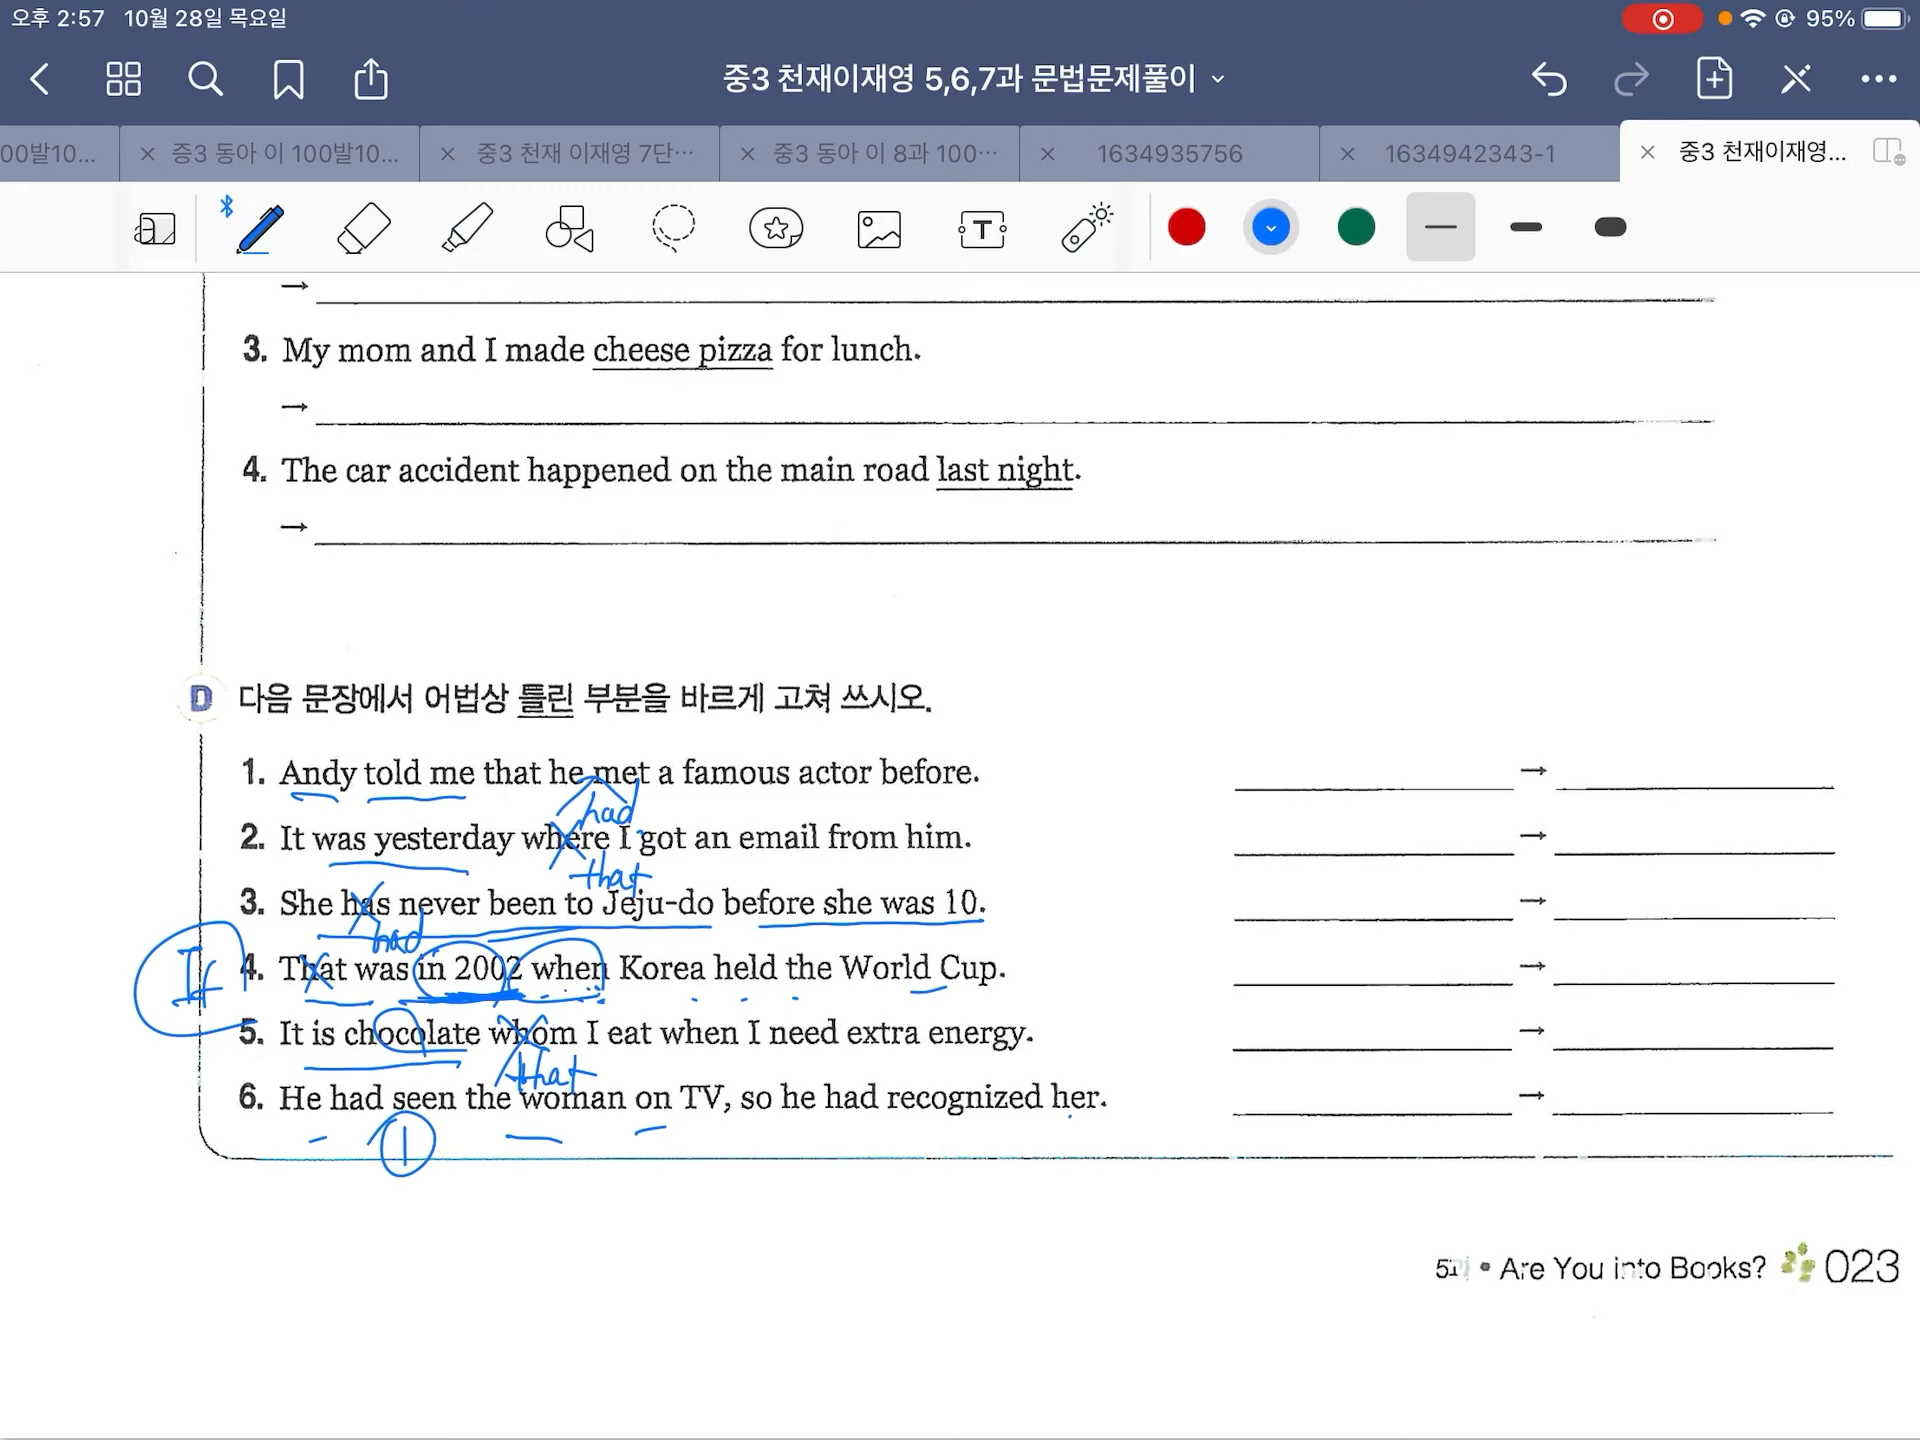 오후 2:57 10월 28일 목요일 95%
중3 천재이재영 5,6,7과 문법문제풀이
00발10... 증3 동아 이 100발10... 중3 천재 이재영 7단... 중3 동아 이 8과 100... 1634935756 1634942343-1 중3 천재이재영...
→
3. My mom and I made cheese pizza for lunch.
→
4. The car accident happened on the main road last night.
→
D 다음 문장에서 어법상 틀린 부분을 바르게 고쳐 쓰시오.
1. Andy told me that he met a famous actor before. →
had
2. It was yesterday where I got an email from him. →
that
3. She has never been to Jeju-do before she was 10. →
had
It
4. That was in 2002 when Korea held the World Cup. →
5. It is chocolate whom I eat when I need extra energy. →
that
6. He had seen the woman on TV, so he had recognized her. →
①
5과 • Are You into Books? 023